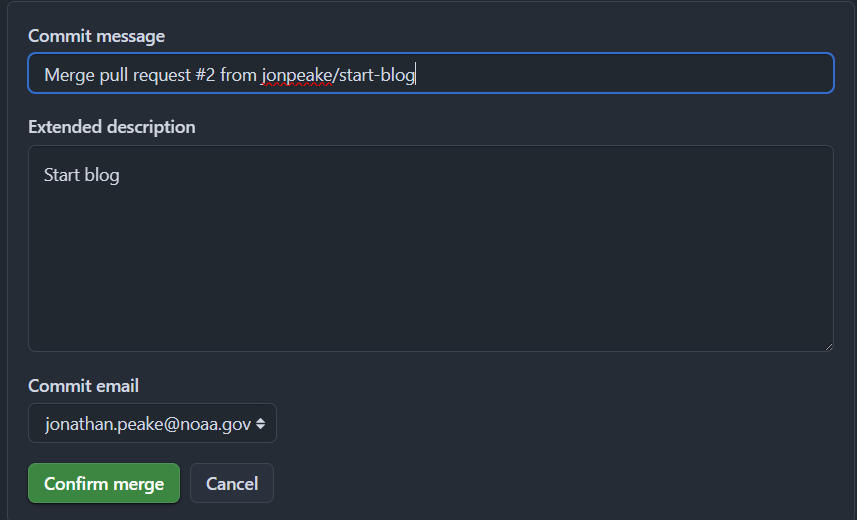 Commit message
Merge pull request #2 from jonpeake/start-blog
Extended description
Start blog
Commit email
jonathan.peake@noaa.gov
Confirm merge Cancel